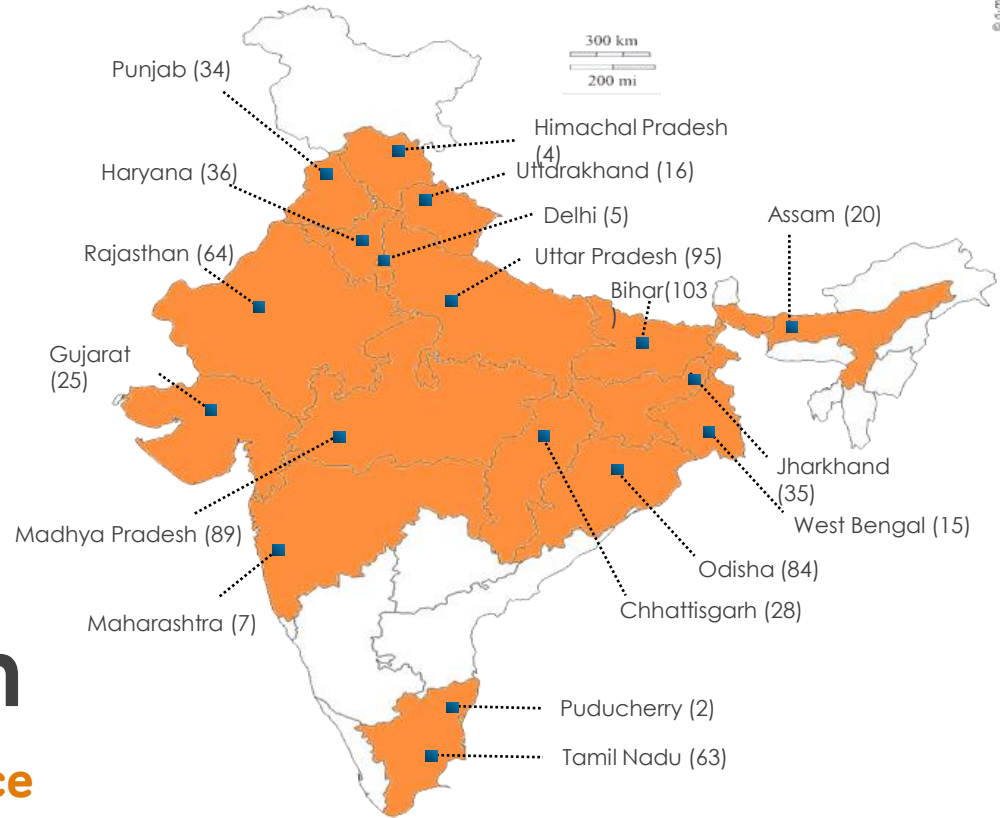 300 km
200 mi
Punjab (34)
Himachal Pradesh
(4)
Haryana (36)
Uttarakhand (16)
Delhi (5)
Assam (20)
Rajasthan (64)
Uttar Pradesh (95)
Bihar(103
)
Gujarat
(25)
Jharkhand
(35)
West Bengal (15)
Madhya Pradesh (89)
Odisha (84)
Chhattisgarh (28)
Maharashtra (7)
Puducherry (2)
Tamil Nadu (63)